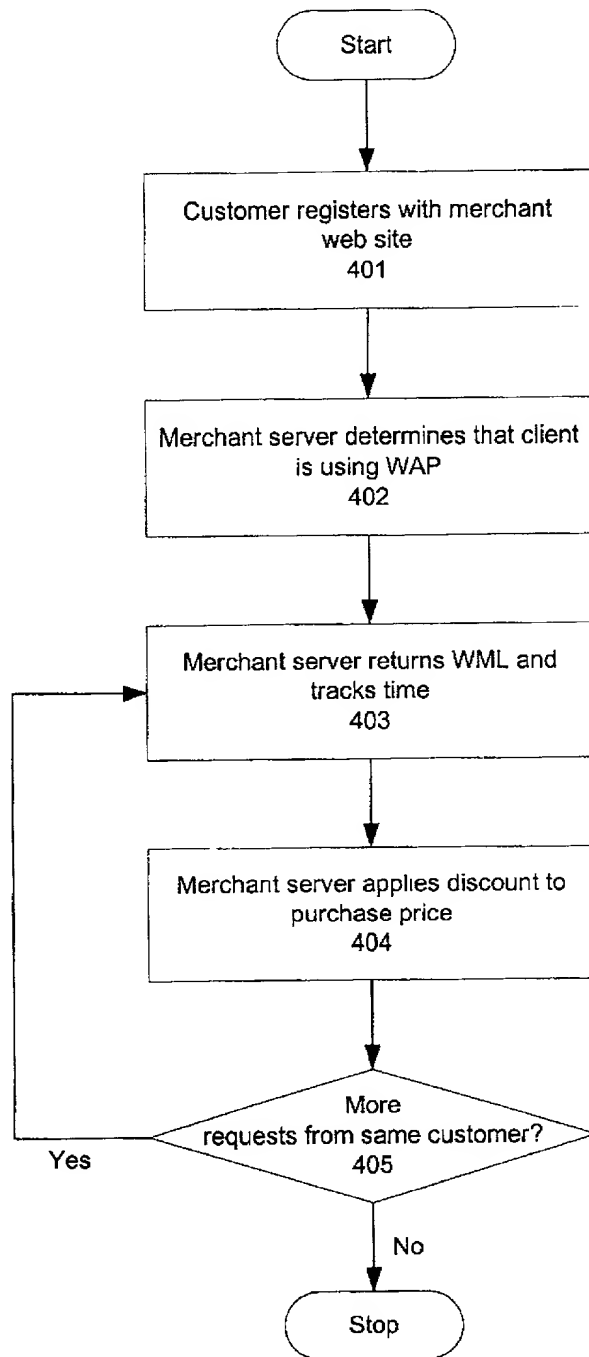 Start
Customer registers with merchant
web site
401
Merchant server determines that client
is using WAP
402
Merchant server returns WML and
tracks time
403
Merchant server applies discount to
purchase price
404
More
requests from same customer?
405
Yes
No
Stop